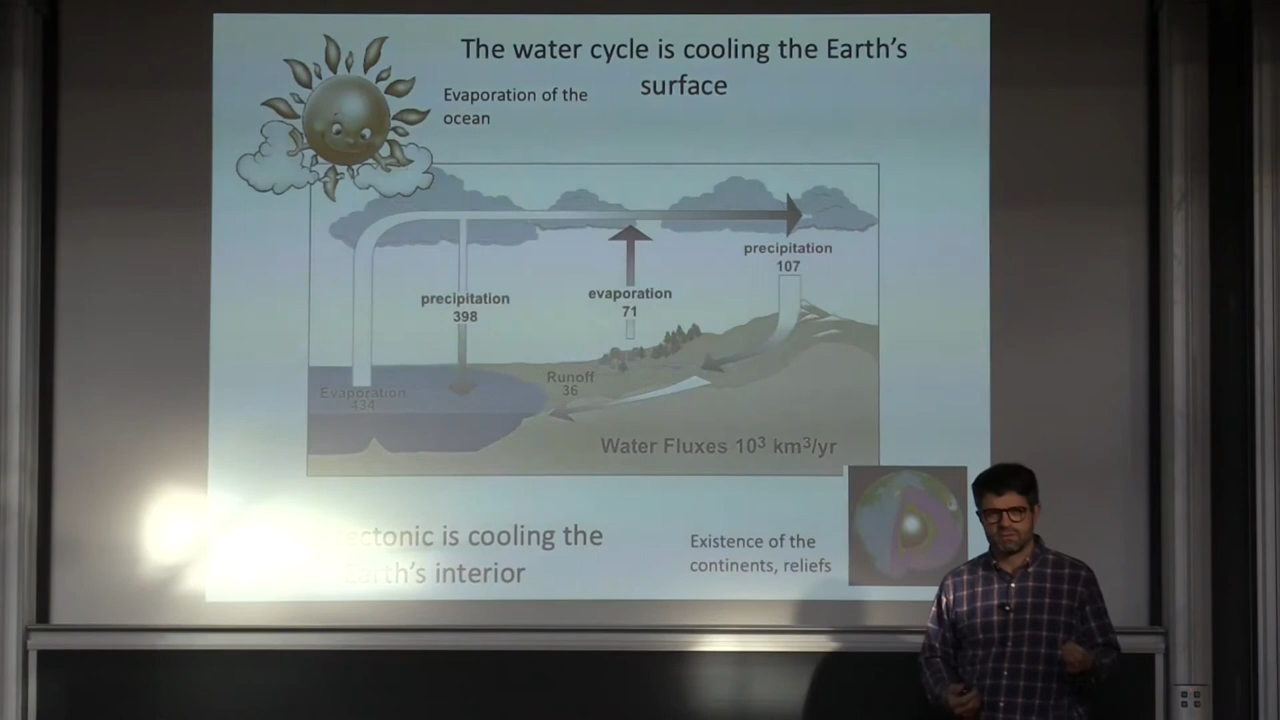 The water cycle is cooling the Earth's
surface
Evaporation of the
ocean
precipitation
107
evaporation
71
precipitation
398
Runoff
36
Evaporation
434
Water Fluxes 10³ km³/yr
is cooling the
Earth's interior
Existence of the
continents, reliefs